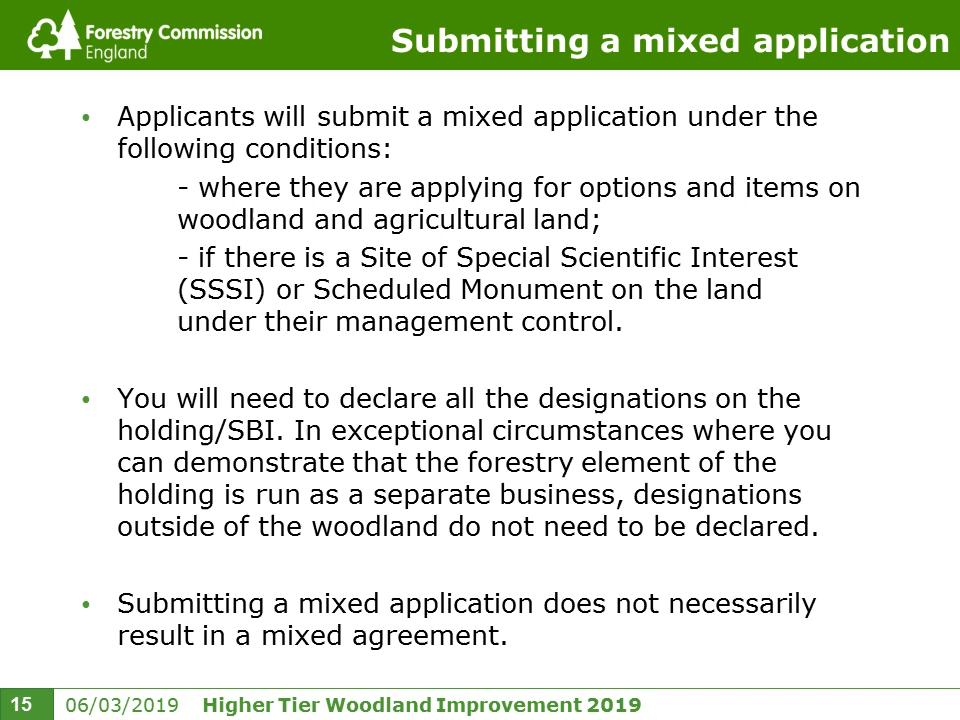 Forestry Commission
England
Submitting a mixed application
• Applicants will submit a mixed application under the
following conditions:
- where they are applying for options and items on
woodland and agricultural land;
- if there is a Site of Special Scientific Interest
(SSSI) or Scheduled Monument on the land
under their management control.
• You will need to declare all the designations on the
holding/SBI. In exceptional circumstances where you
can demonstrate that the forestry element of the
holding is run as a separate business, designations
outside of the woodland do not need to be declared.
• Submitting a mixed application does not necessarily
result in a mixed agreement.
15 06/03/2019 Higher Tier Woodland Improvement 2019